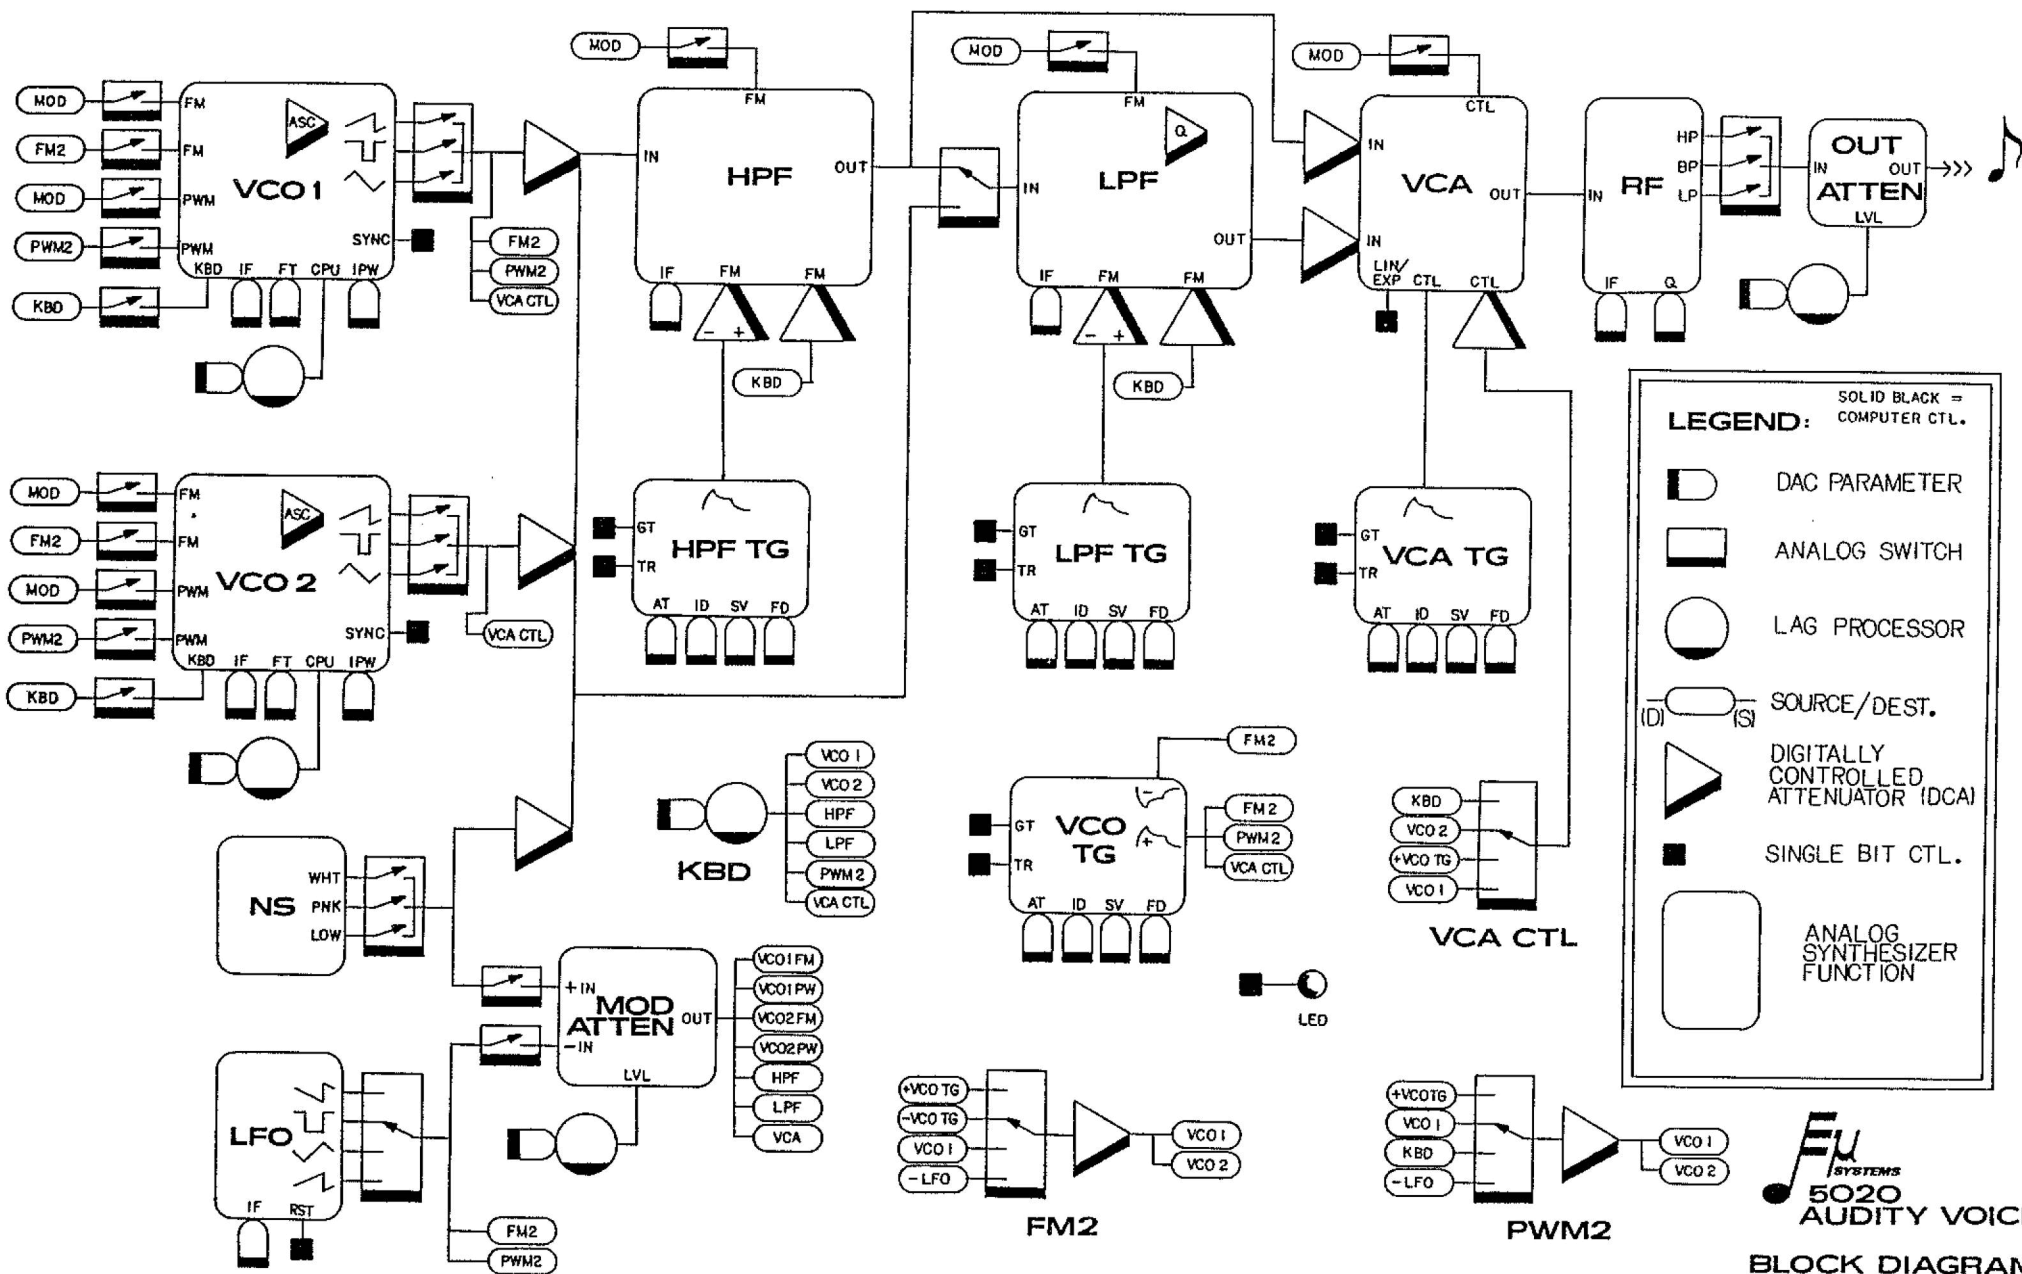 MOD
FM2
MOD
PWM2
KBD
FM
FM
PWM
PWM
KBD
IF
FT
CPU
IPW
ASC
VCO 1
SYNC
FM2
PWM2
VCA CTL
MOD
FM
IN
HPF
OUT
IF
FM
FM
- +
KBD
MOD
FM
Q
IN
LPF
OUT
IF
FM
FM
- +
KBD
MOD
CTL
IN
VCA
OUT
IN
LIN/
EXP
CTL
CTL
IN
RF
HP
BP
LP
IF
Q
OUT
IN
OUT
ATTEN
LVL
MOD
FM2
MOD
PWM2
KBD
FM
FM
PWM
PWM
KBD
IF
FT
CPU
IPW
ASC
VCO 2
SYNC
VCA CTL
GT
TR
HPF TG
AT
ID
SV
FD
GT
TR
LPF TG
AT
ID
SV
FD
GT
TR
VCA TG
AT
ID
SV
FD
LEGEND:
SOLID BLACK =
COMPUTER CTL.
DAC PARAMETER
ANALOG SWITCH
LAG PROCESSOR
(D)
(S)
SOURCE/DEST.
DIGITALLY
CONTROLLED
ATTENUATOR (DCA)
SINGLE BIT CTL.
ANALOG
SYNTHESIZER
FUNCTION
NS
WHT
PNK
LOW
KBD
VCO 1
VCO 2
HPF
LPF
PWM 2
VCA CTL
FM2
GT
TR
VCO
TG
-
+
AT
ID
SV
FD
FM 2
PWM 2
VCA CTL
KBD
VCO 2
+VCO TG
VCO 1
VCA CTL
LED
+IN
-IN
MOD
ATTEN
OUT
LVL
VCO1FM
VCO1PW
VCO2FM
VCO2PW
HPF
LPF
VCA
LFO
IF
RST
FM2
PWM2
+VCO TG
-VCO TG
VCO 1
-LFO
FM2
VCO 1
VCO 2
+VCOTG
VCO 1
KBD
-LFO
PWM2
VCO 1
VCO 2
Eµ
SYSTEMS
5020
AUDITY VOICE
BLOCK DIAGRAM